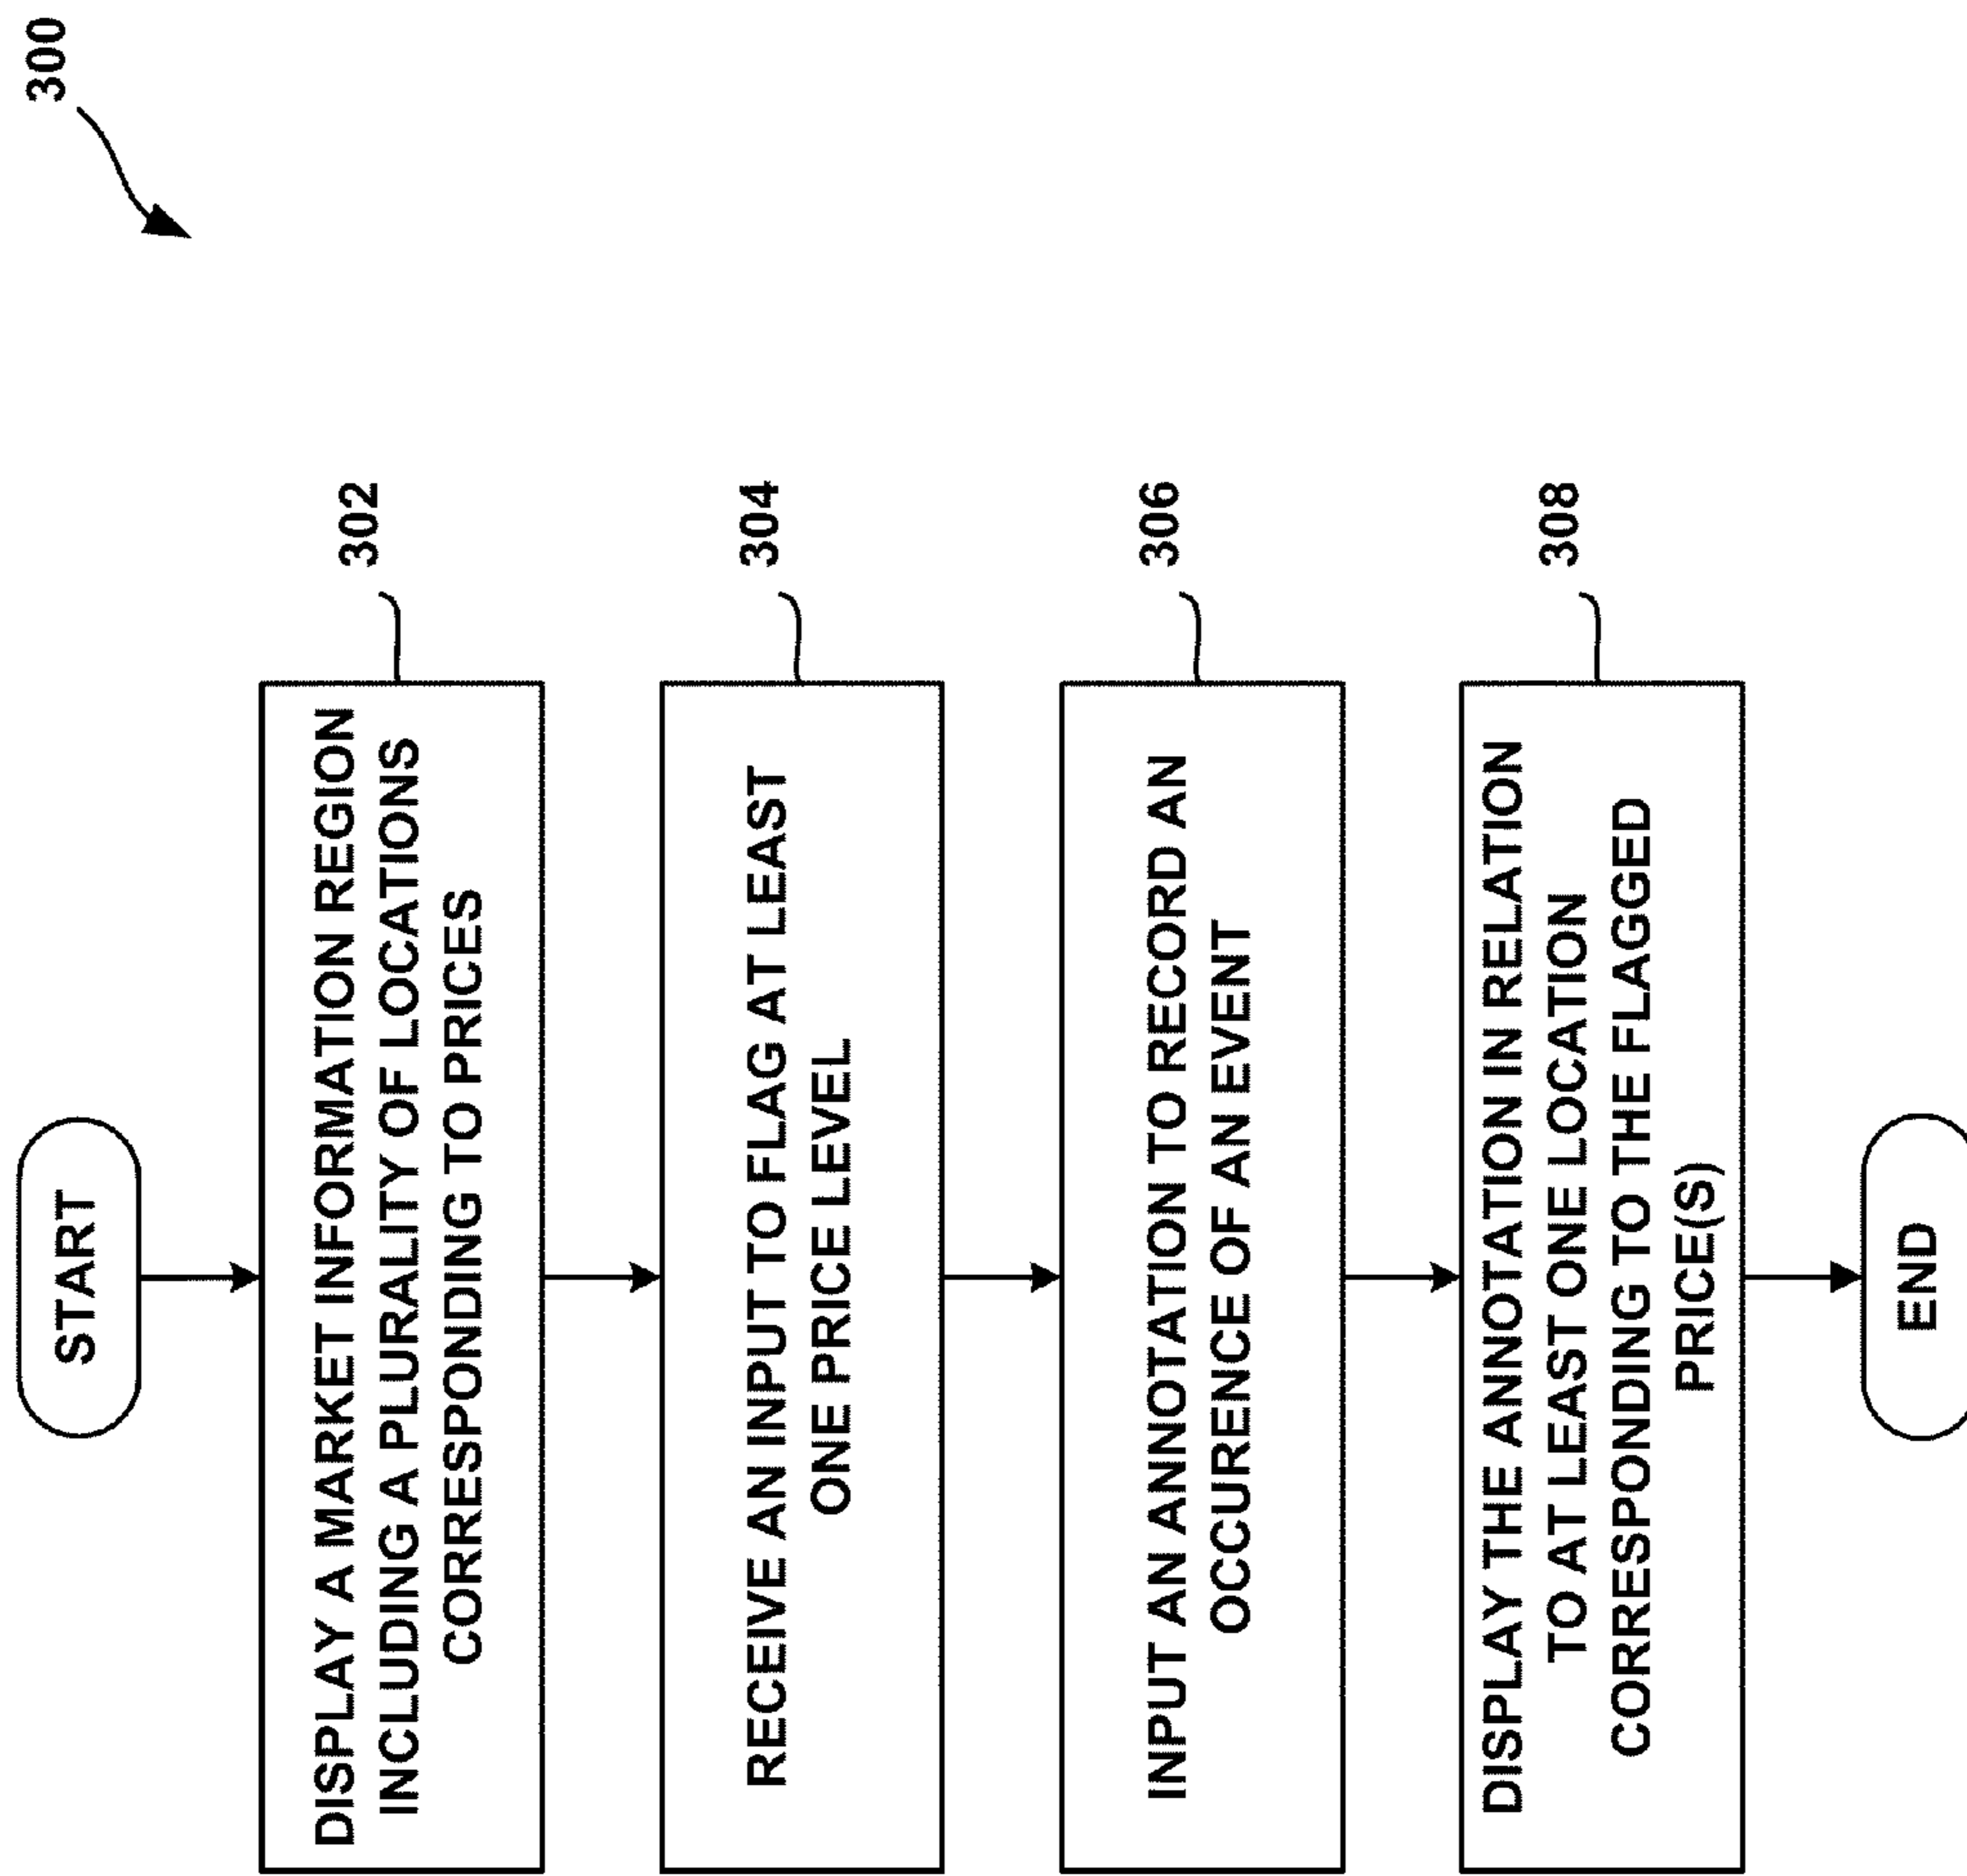 300
START
DISPLAY A MARKET INFORMATION REGION
INCLUDING A PLURALITY OF LOCATIONS
CORRESPONDING TO PRICES
302
RECEIVE AN INPUT TO FLAG AT LEAST
ONE PRICE LEVEL
304
INPUT AN ANNOTATION TO RECORD AN
OCCURENCE OF AN EVENT
306
DISPLAY THE ANNOTATION IN RELATION
TO AT LEAST ONE LOCATION
CORRESPONDING TO THE FLAGGED
PRICE(S)
308
END